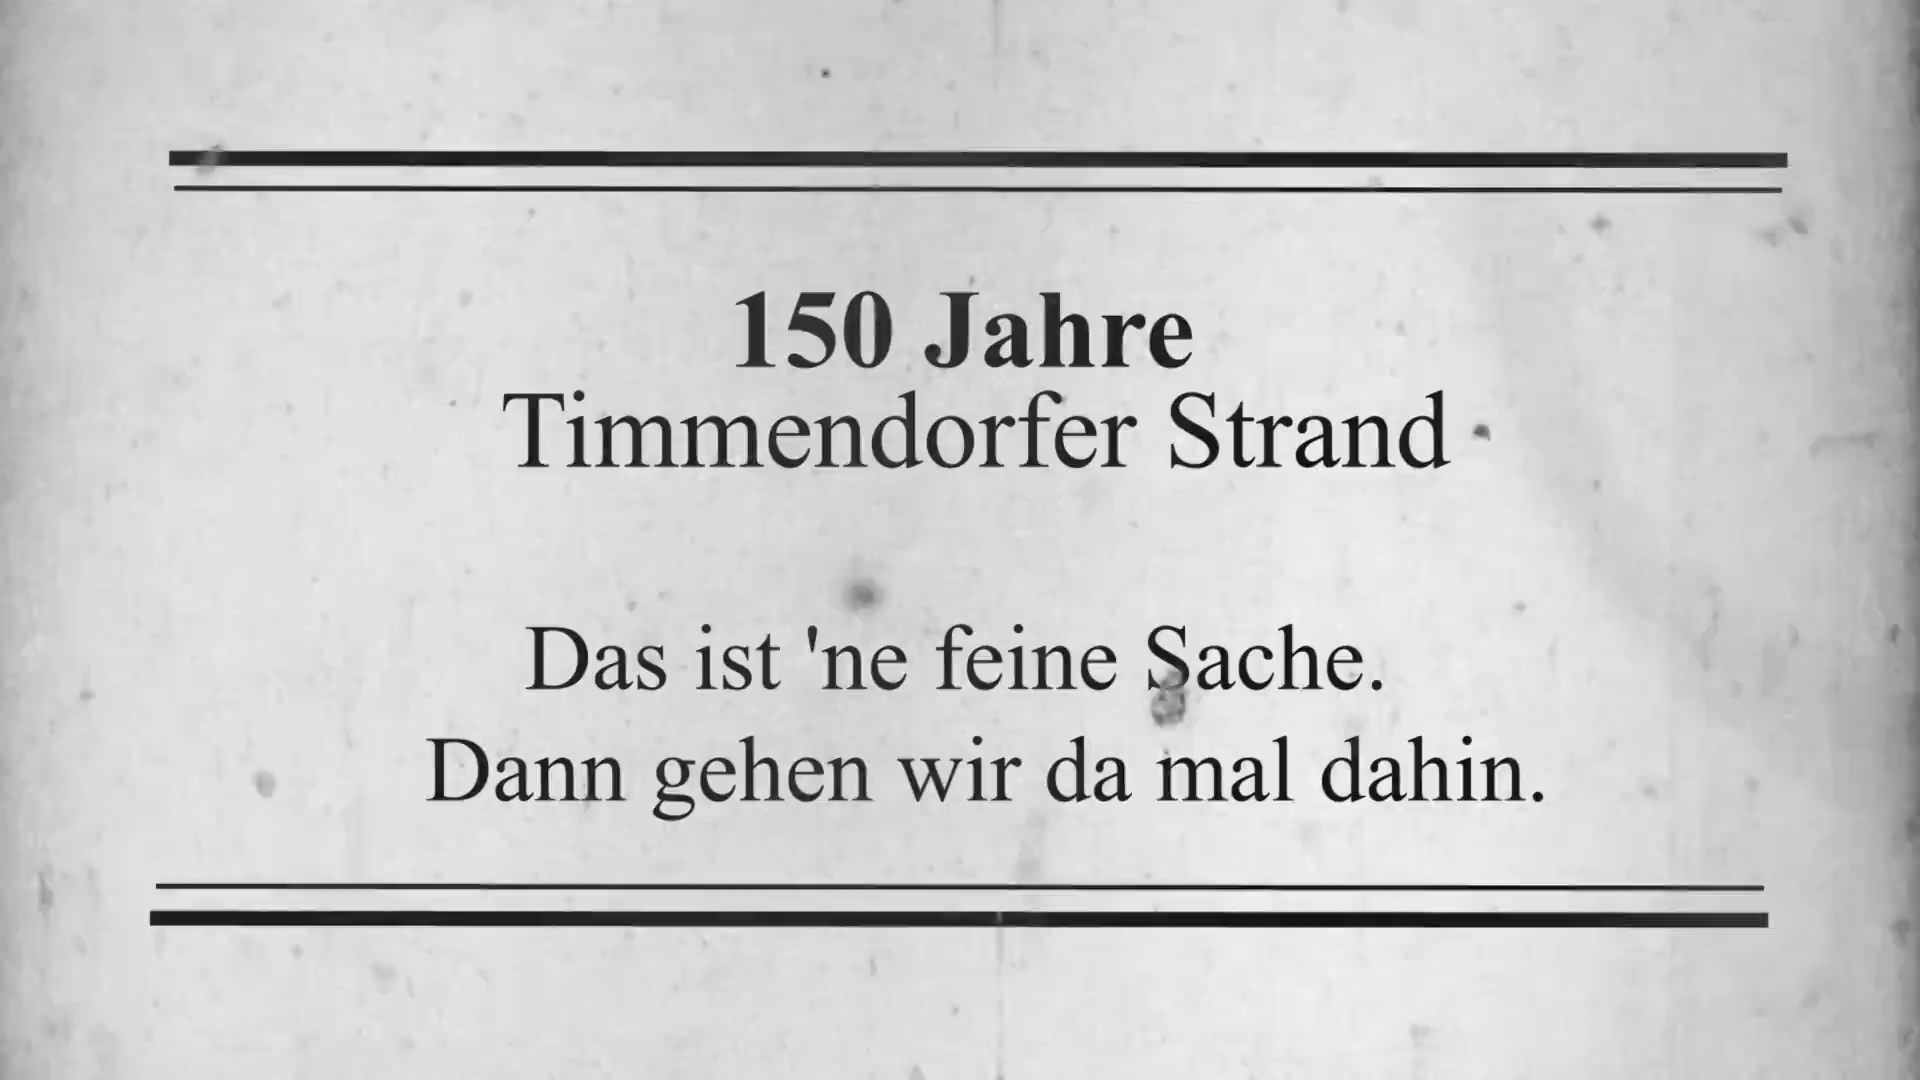 150 Jahre
Timmendorfer Strand
Das ist 'ne feine Sache.
Dann gehen wir da mal dahin.